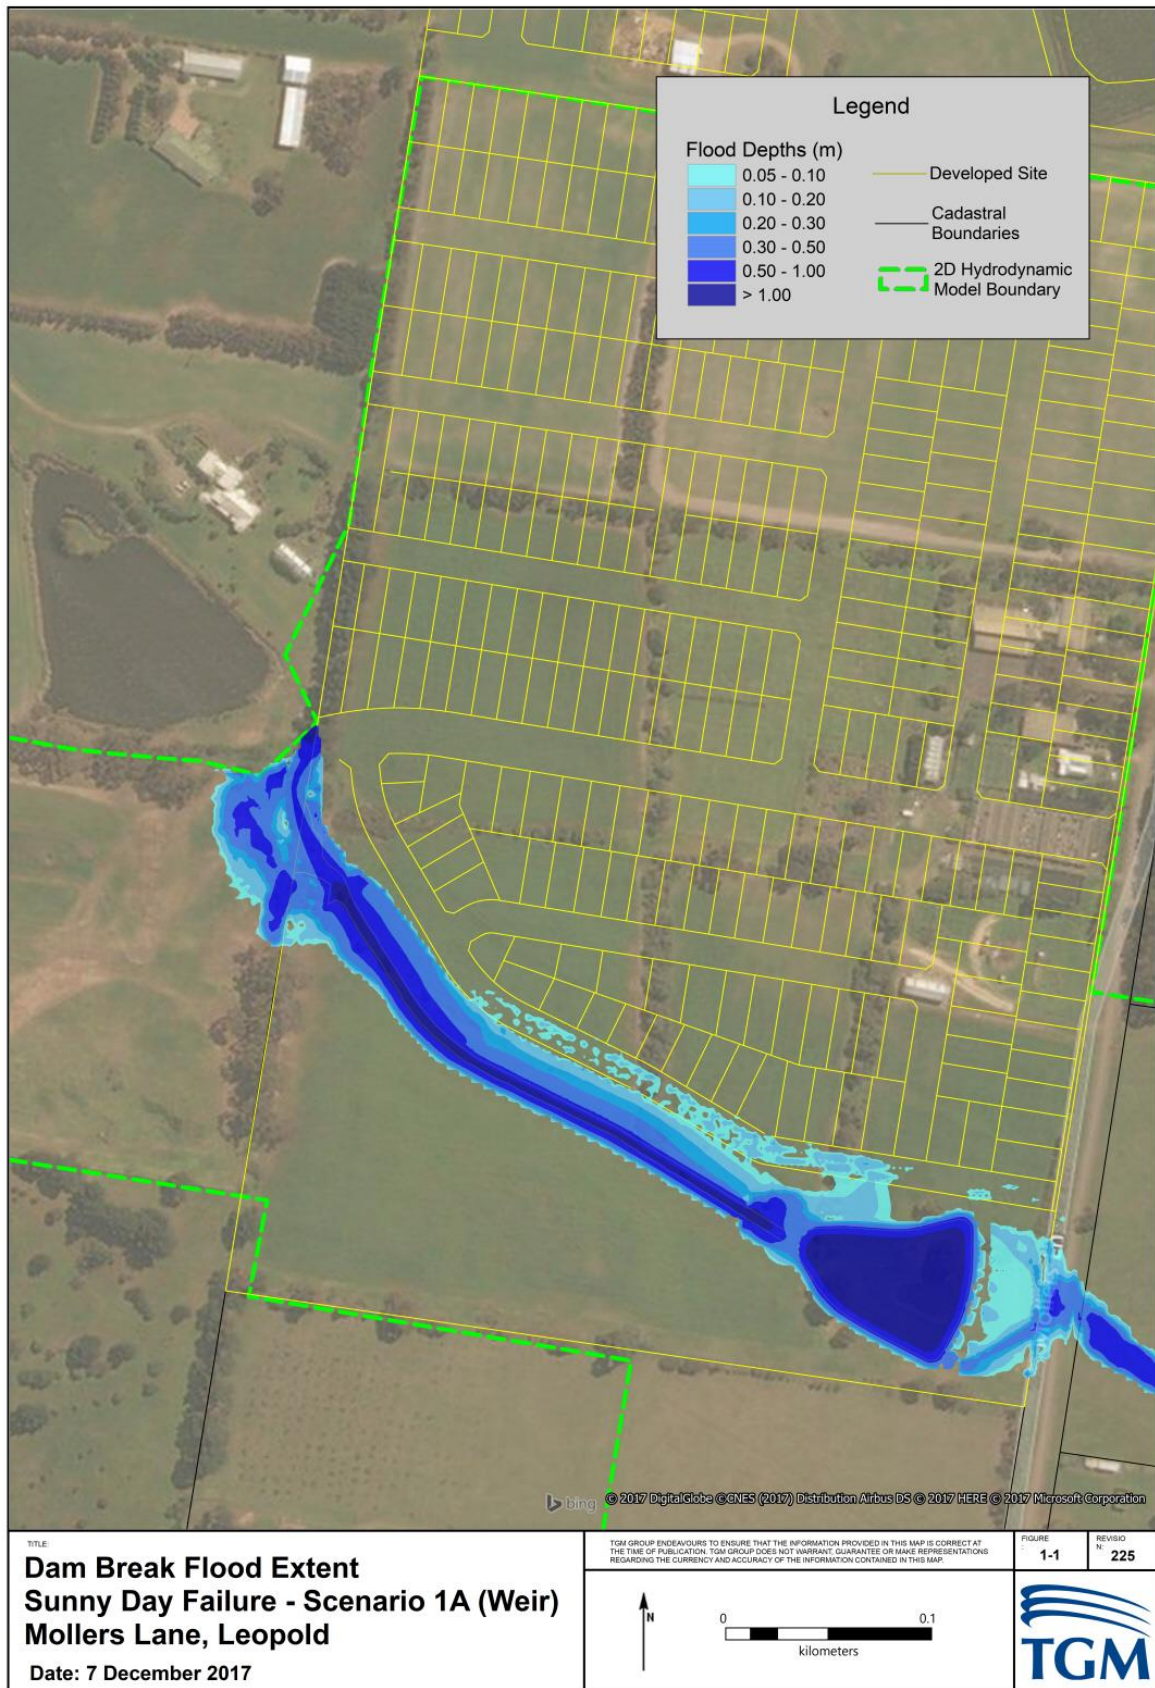 Legend
Flood Depths (m)
0.05 - 0.10
0.10 - 0.20
0.20 - 0.30
0.30 - 0.50
0.50 - 1.00
> 1.00
Developed Site
Cadastral
Boundaries
2D Hydrodynamic
Model Boundary
bing
© 2017 DigitalGlobe ©CNES (2017) Distribution Airbus DS © 2017 HERE © 2017 Microsoft Corporation
TITLE:
Dam Break Flood Extent
Sunny Day Failure - Scenario 1A (Weir)
Mollers Lane, Leopold
Date: 7 December 2017
TGM GROUP ENDEAVOURS TO ENSURE THAT THE INFORMATION PROVIDED IN THIS MAP IS CORRECT AT
THE TIME OF PUBLICATION. TGM GROUP DOES NOT WARRANT, GUARANTEE OR MAKE REPRESENTATIONS
REGARDING THE CURRENCY AND ACCURACY OF THE INFORMATION CONTAINED IN THIS MAP.
N
0 0.1
kilometers
FIGURE
:
1-1
REVISIO
N:
225
TGM